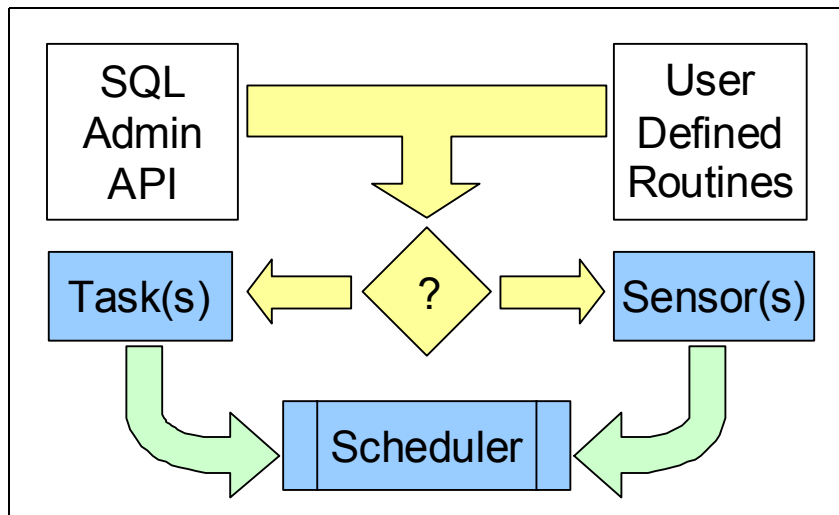 SQL
Admin
API
User
Defined
Routines
Task(s)
?
Sensor(s)
Scheduler